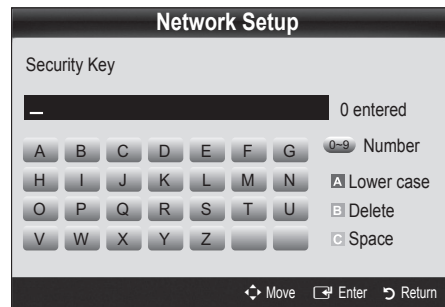 Network Setup
Security Key
_ 0 entered
A B C D E F G 0~9 Number
H I J K L M N A Lower case
O P Q R S T U B Delete
V W X Y Z C Space
Move Enter Return